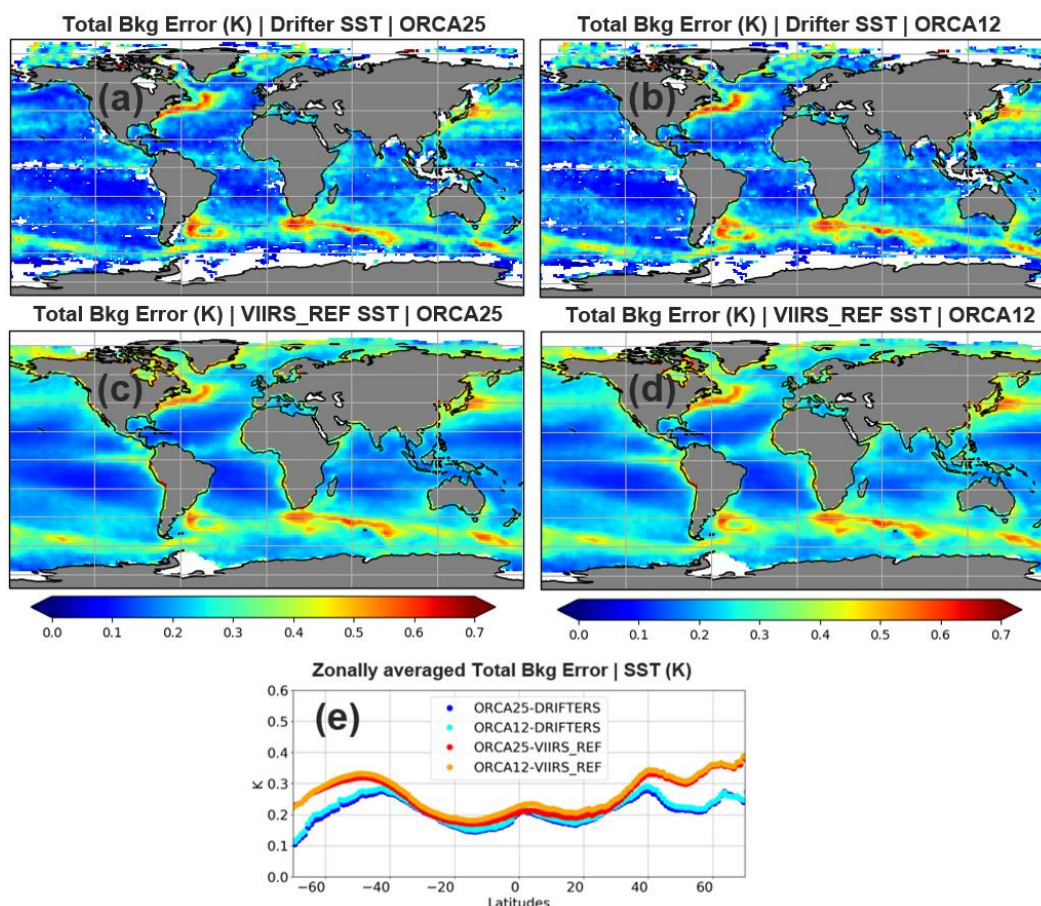 Total Bkg Error (K) | Drifter SST | ORCA25
Total Bkg Error (K) | Drifter SST | ORCA12
(a)
(b)
Total Bkg Error (K) | VIIRS_REF SST | ORCA25
Total Bkg Error (K) | VIIRS_REF SST | ORCA12
(c)
(d)
0.0 0.1 0.2 0.3 0.4 0.5 0.6 0.7
0.0 0.1 0.2 0.3 0.4 0.5 0.6 0.7
Zonally averaged Total Bkg Error | SST (K)
(e)
ORCA25-DRIFTERS
ORCA12-DRIFTERS
ORCA25-VIIRS_REF
ORCA12-VIIRS_REF
K
0.6
0.5
0.4
0.3
0.2
0.1
0.0
−60 −40 −20 0 20 40 60
Latitudes